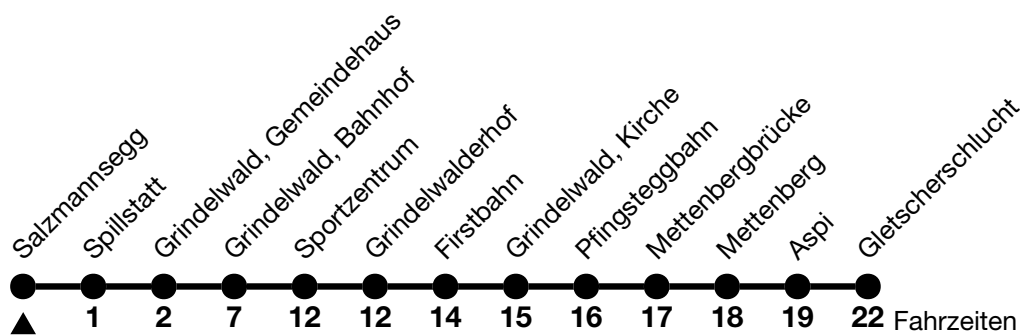 Salzmannsegg
Spillstatt
Grindelwald, Gemeindehaus
Grindelwald, Bahnhof
Sportzentrum
Grindelwalderhof
Firstbahn
Grindelwald, Kirche
Pfingsteggbahn
Mettenbergbrücke
Mettenberg
Aspi
Gletscherschlucht
1 2 7 12 12 14 15 16 17 18 19 22 Fahrzeiten